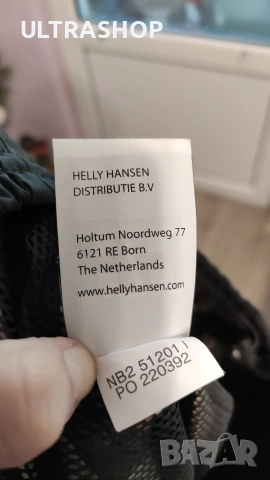 ULTRASHOP
HELLY HANSEN
DISTRIBUTIE B.V
Holtum Noordweg 77
6121 RE Born
The Netherlands
www.hellyhansen.com
NB2 51201 I
PO 220392
BAZAR
bg